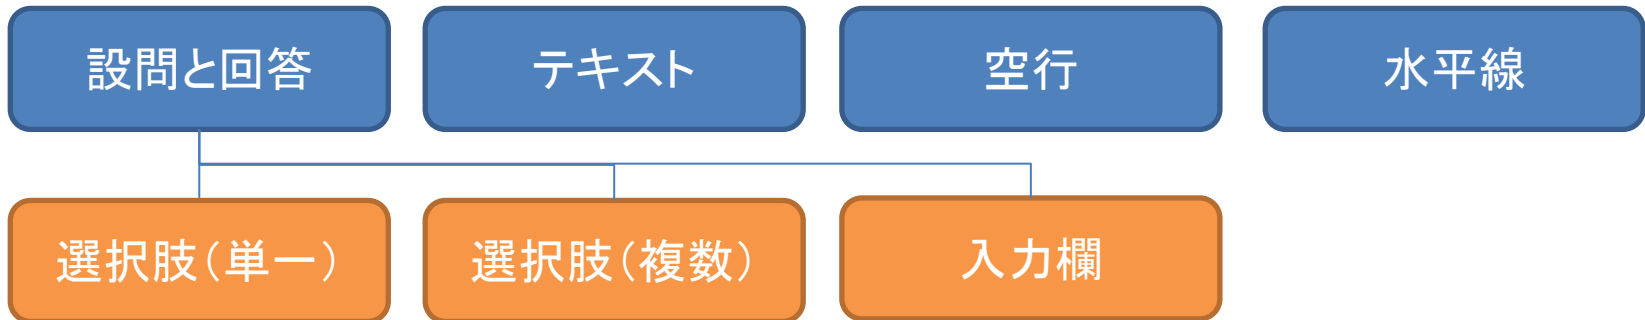 設問と回答
テキスト
空行
水平線
選択肢(単一)
選択肢(複数)
入力欄